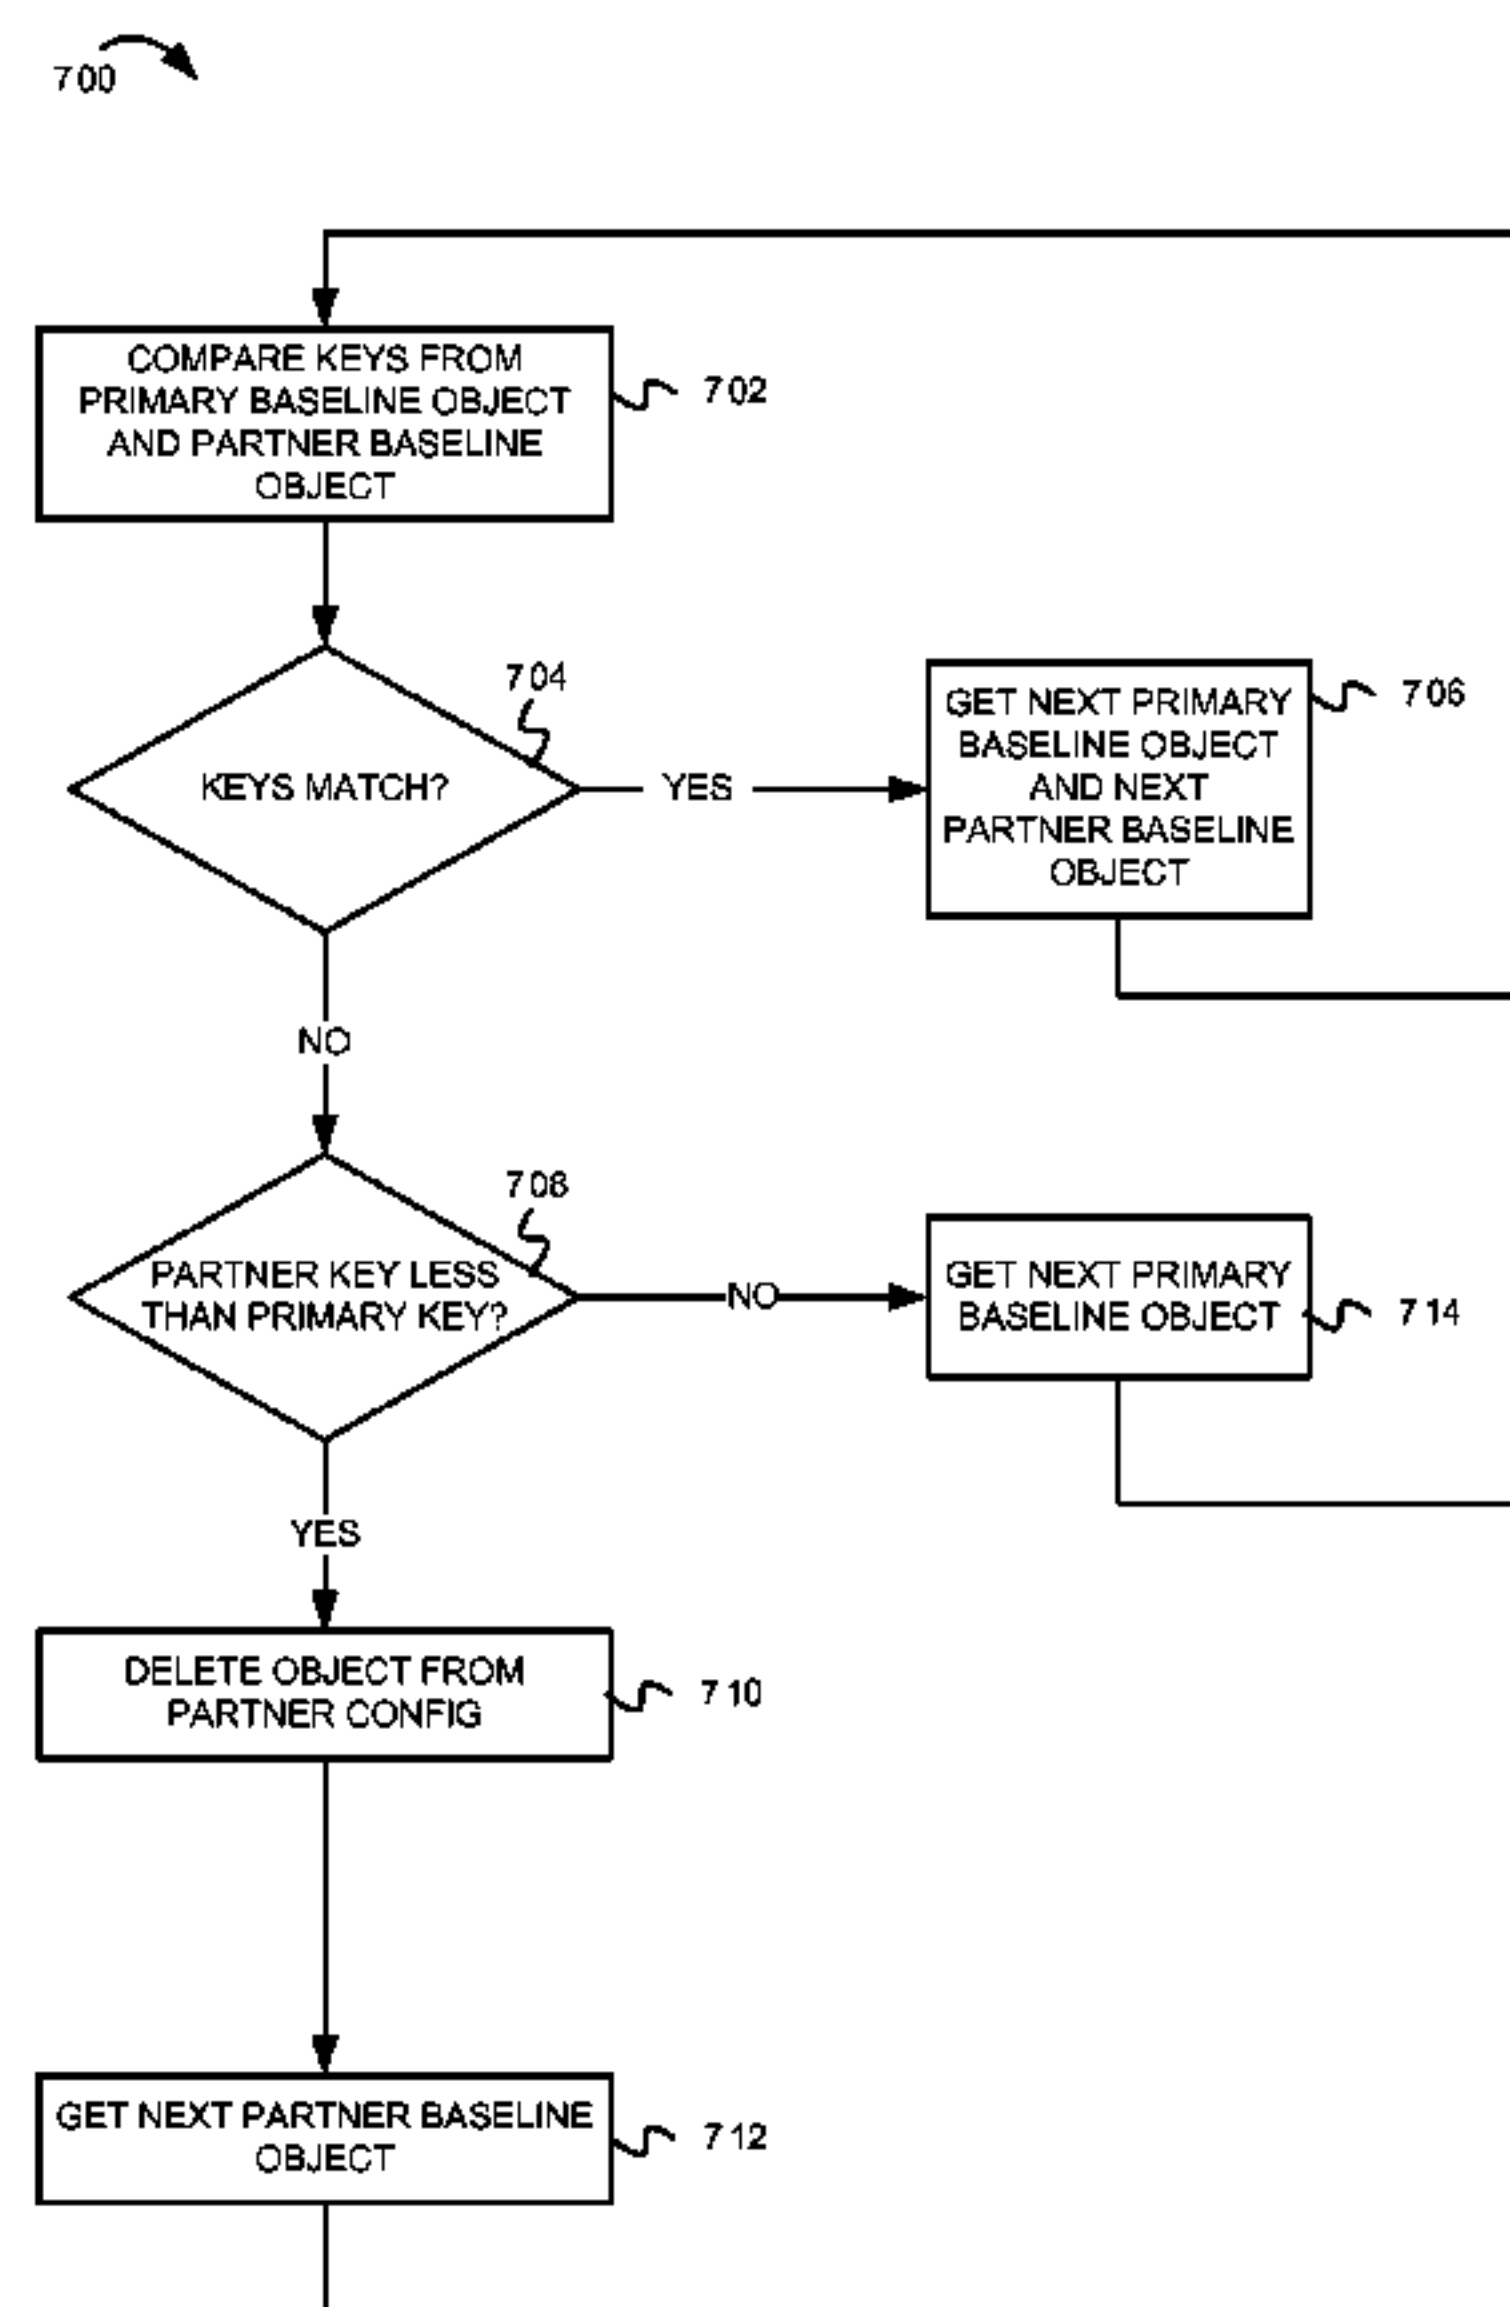 700
COMPARE KEYS FROM
PRIMARY BASELINE OBJECT
AND PARTNER BASELINE
OBJECT
702
704
KEYS MATCH?
YES
GET NEXT PRIMARY
BASELINE OBJECT
AND NEXT
PARTNER BASELINE
OBJECT
706
NO
708
PARTNER KEY LESS
THAN PRIMARY KEY?
NO
GET NEXT PRIMARY
BASELINE OBJECT
714
YES
DELETE OBJECT FROM
PARTNER CONFIG
710
GET NEXT PARTNER BASELINE
OBJECT
712